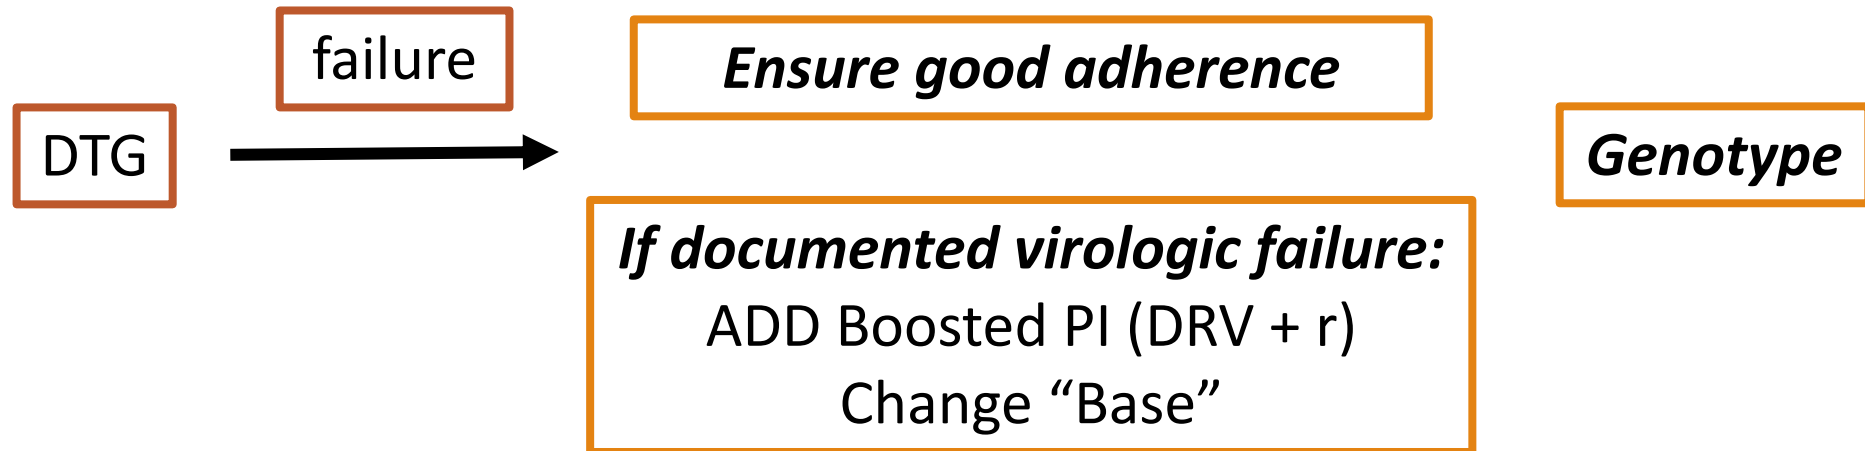 DTG
failure
Ensure good adherence
If documented virologic failure:
ADD Boosted PI (DRV + r)
Change “Base”
Genotype